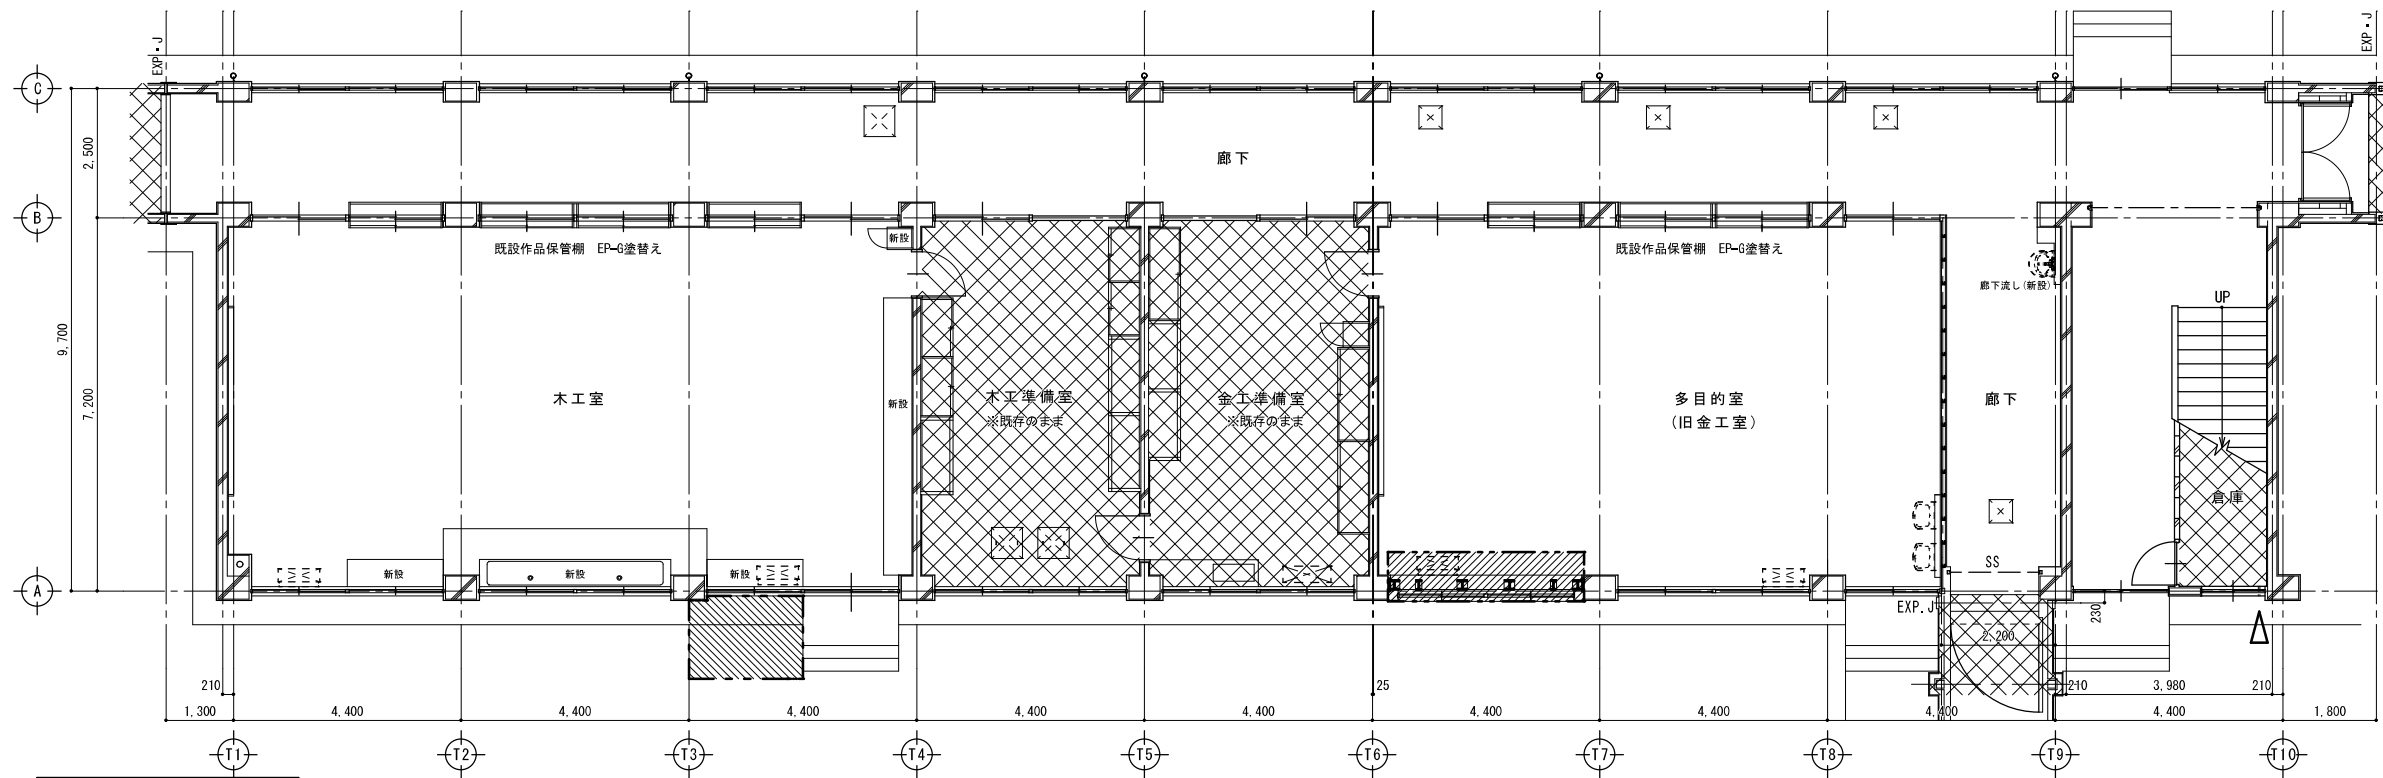 EXP.J
EXP.J
C
2,500
廊下
B
新設
既設作品保管棚 EP-G塗替え
既設作品保管棚 EP-G塗替え
廊下流し(新設)
UP
9,700
7,200
木工室
新設
木工準備室
※既存のまま
金工準備室
※既存のまま
多目的室
(旧金工室)
廊下
倉庫
SS
新設
新設
新設
A
EXP.J
230
2,200
210
25
210
3,980
210
1,300
4,400
4,400
4,400
4,400
4,400
4,400
4,400
4,400
4,400
1,800
T1
T2
T3
T4
T5
T6
T7
T8
T9
T10